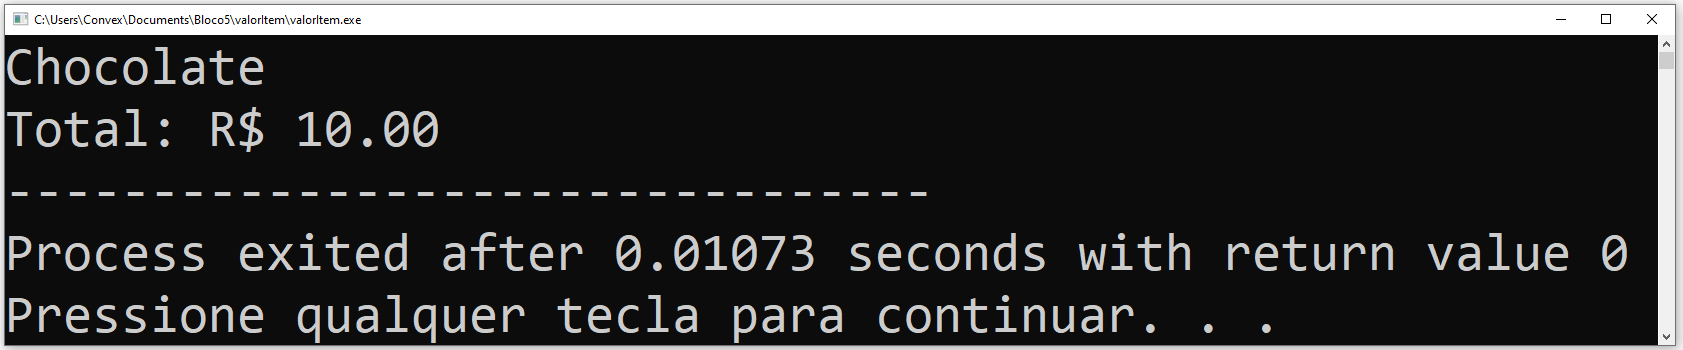 C:\Users\Convex\Documents\Bloco5\valorItem\valorItem.exe
Chocolate
Total: R$ 10.00
--------------------------------
Process exited after 0.01073 seconds with return value 0
Pressione qualquer tecla para continuar. . .